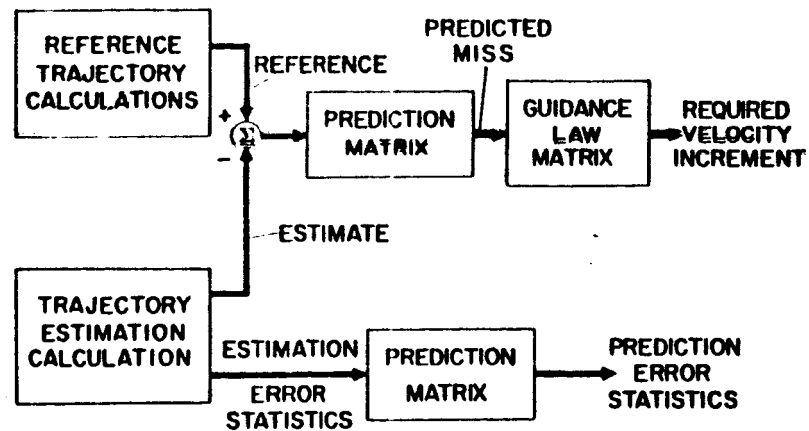 REFERENCE
TRAJECTORY
CALCULATIONS
REFERENCE
+
Σ
-
PREDICTION
MATRIX
PREDICTED
MISS
GUIDANCE
LAW
MATRIX
REQUIRED
VELOCITY
INCREMENT
ESTIMATE
TRAJECTORY
ESTIMATION
CALCULATION
ESTIMATION
ERROR
STATISTICS
PREDICTION
MATRIX
PREDICTION
ERROR
STATISTICS